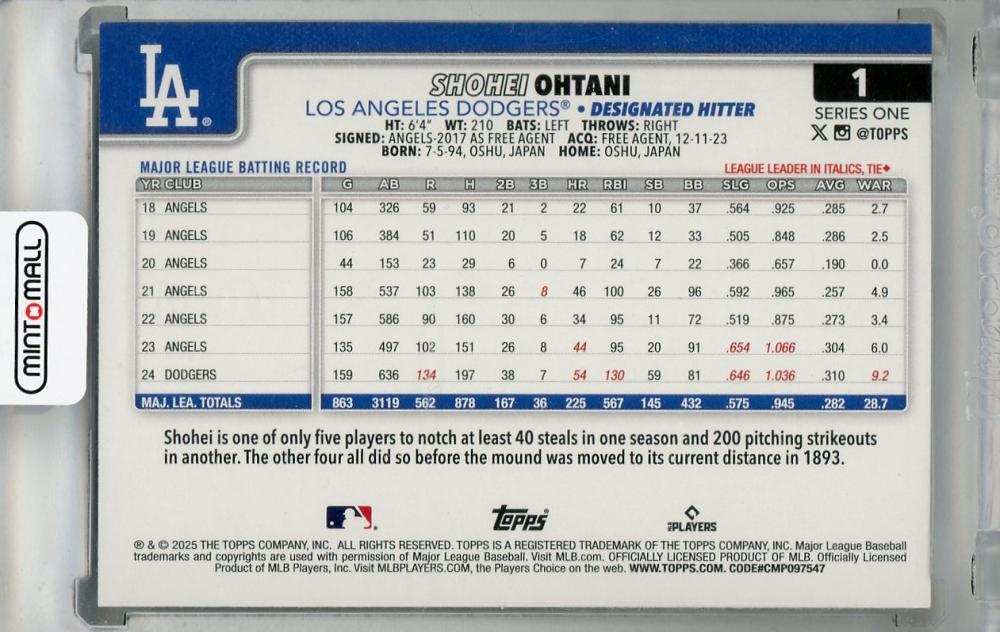 LA®
SHOHEI OHTANI
1
LOS ANGELES DODGERS® • DESIGNATED HITTER
SERIES ONE
HT: 6'4" WT: 210 BATS: LEFT THROWS: RIGHT
@TOPPS
SIGNED: ANGELS-2017 AS FREE AGENT ACQ: FREE AGENT, 12-11-23
BORN: 7-5-94, OSHU, JAPAN HOME: OSHU, JAPAN
MAJOR LEAGUE BATTING RECORD LEAGUE LEADER IN ITALICS, TIE♦
YR CLUB G AB R H 2B 3B HR RBI SB BB SLG OPS AVG WAR
18 ANGELS 104 326 59 93 21 2 22 61 10 37 .564 .925 .285 2.7
19 ANGELS 106 384 51 110 20 5 18 62 12 33 .505 .848 .286 2.5
20 ANGELS 44 153 23 29 6 0 7 24 7 22 .366 .657 .190 0.0
21 ANGELS 158 537 103 138 26 8 46 100 26 96 .592 .965 .257 4.9
22 ANGELS 157 586 90 160 30 6 34 95 11 72 .519 .875 .273 3.4
23 ANGELS 135 497 102 151 26 8 44 95 20 91 .654 1.066 .304 6.0
24 DODGERS 159 636 134 197 38 7 54 130 59 81 .646 1.036 .310 9.2
MAJ. LEA. TOTALS 863 3119 562 878 167 36 225 567 145 432 .575 .945 .282 28.7
Shohei is one of only five players to notch at least 40 steals in one season and 200 pitching strikeouts
in another. The other four all did so before the mound was moved to its current distance in 1893.
Topps®
PLAYERS
® & © 2025 THE TOPPS COMPANY, INC. ALL RIGHTS RESERVED. TOPPS IS A REGISTERED TRADEMARK OF THE TOPPS COMPANY, INC. Major League Baseball
trademarks and copyrights are used with permission of Major League Baseball. Visit MLB.com. OFFICIALLY LICENSED PRODUCT OF MLB. Officially Licensed
Product of MLB Players, Inc. Visit MLBPLAYERS.COM, the Players Choice on the web. WWW.TOPPS.COM. CODE#CMP097547
MINTOMALL